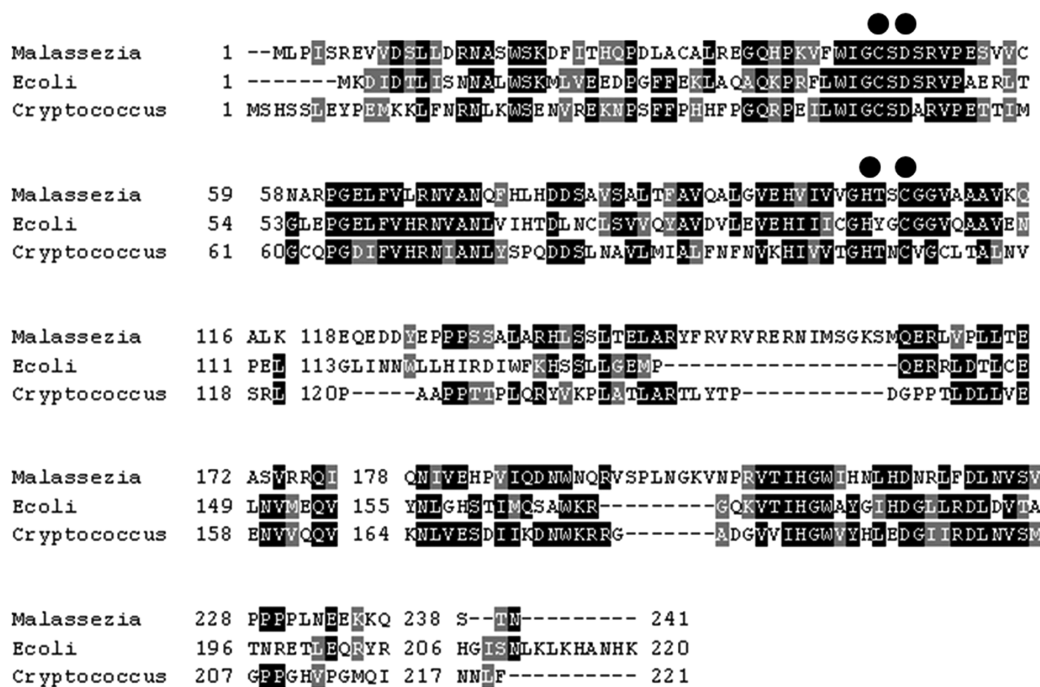 Malassezia 1 --MLPISREVVDSLLDRNASWSKDFITHQPDLACALREGQHPKVFWIGCSDSRVPESVVC
Ecoli 1 -------MKDIDTLISNNALWSKMLVEEDPGFFEKLAQAQKPRFLWIGCSDSRVPAERLT
Cryptococcus 1 MSHSSLEYPEMKKLFNRNLKWSENVREKNPSFFPHHFPGQRPEILWIGCSDARVPETTIM
Malassezia 59 58NARPGELFVLRNVANQFHLHDDSAVSALTFAVQALGVEHVIVVGHTSCGGVAAAVKQ
Ecoli 54 53GLEPGELFVHRNVANLVIHTDLNCLSVVQYAVDVLEVEHIIICGHYGCGGVQAAVEN
Cryptococcus 61 60GCQPGDIFVHRNIANLYSPQDDSLNAVLMIALFNFNVKHIVVTGHTNCVGCLTALNV
Malassezia 116 ALK 118EQEDDYEPPPSSALARHLSSLTELARYFRVRVRERNIMSGKSMQERLVPLLTE
Ecoli 111 PEL 113GLINNWLLHIRDIWFKHSSLLGEMP------------------QERRLDTLCE
Cryptococcus 118 SRL 120P-----AAPPTTPLQRYVKPLATLARTLYTP-----------DGPPTLDLLVE
Malassezia 172 ASVRRQI 178 QNIVEHPVIQDNWNQRVSPLNGKVNPRVTIHGWIHNLHDNRLFDLNVSV
Ecoli 149 LNVMEQV 155 YNLGHSTIMQSAWKR---------GQKVTIHGWAYGIHDGLLRDLDVTA
Cryptococcus 158 ENVVQQV 164 KNLVESDIIKDNWKRRG-------ADGVVIHGWVYHLEDGIIRDLNVSM
Malassezia 228 PPPPLNEEKKQ 238 S--TN---------- 241
Ecoli 196 TNRETLEQRYR 206 HGISNLKLKHANHK 220
Cryptococcus 207 GPPGHVPGMQI 217 NNLF---------- 221